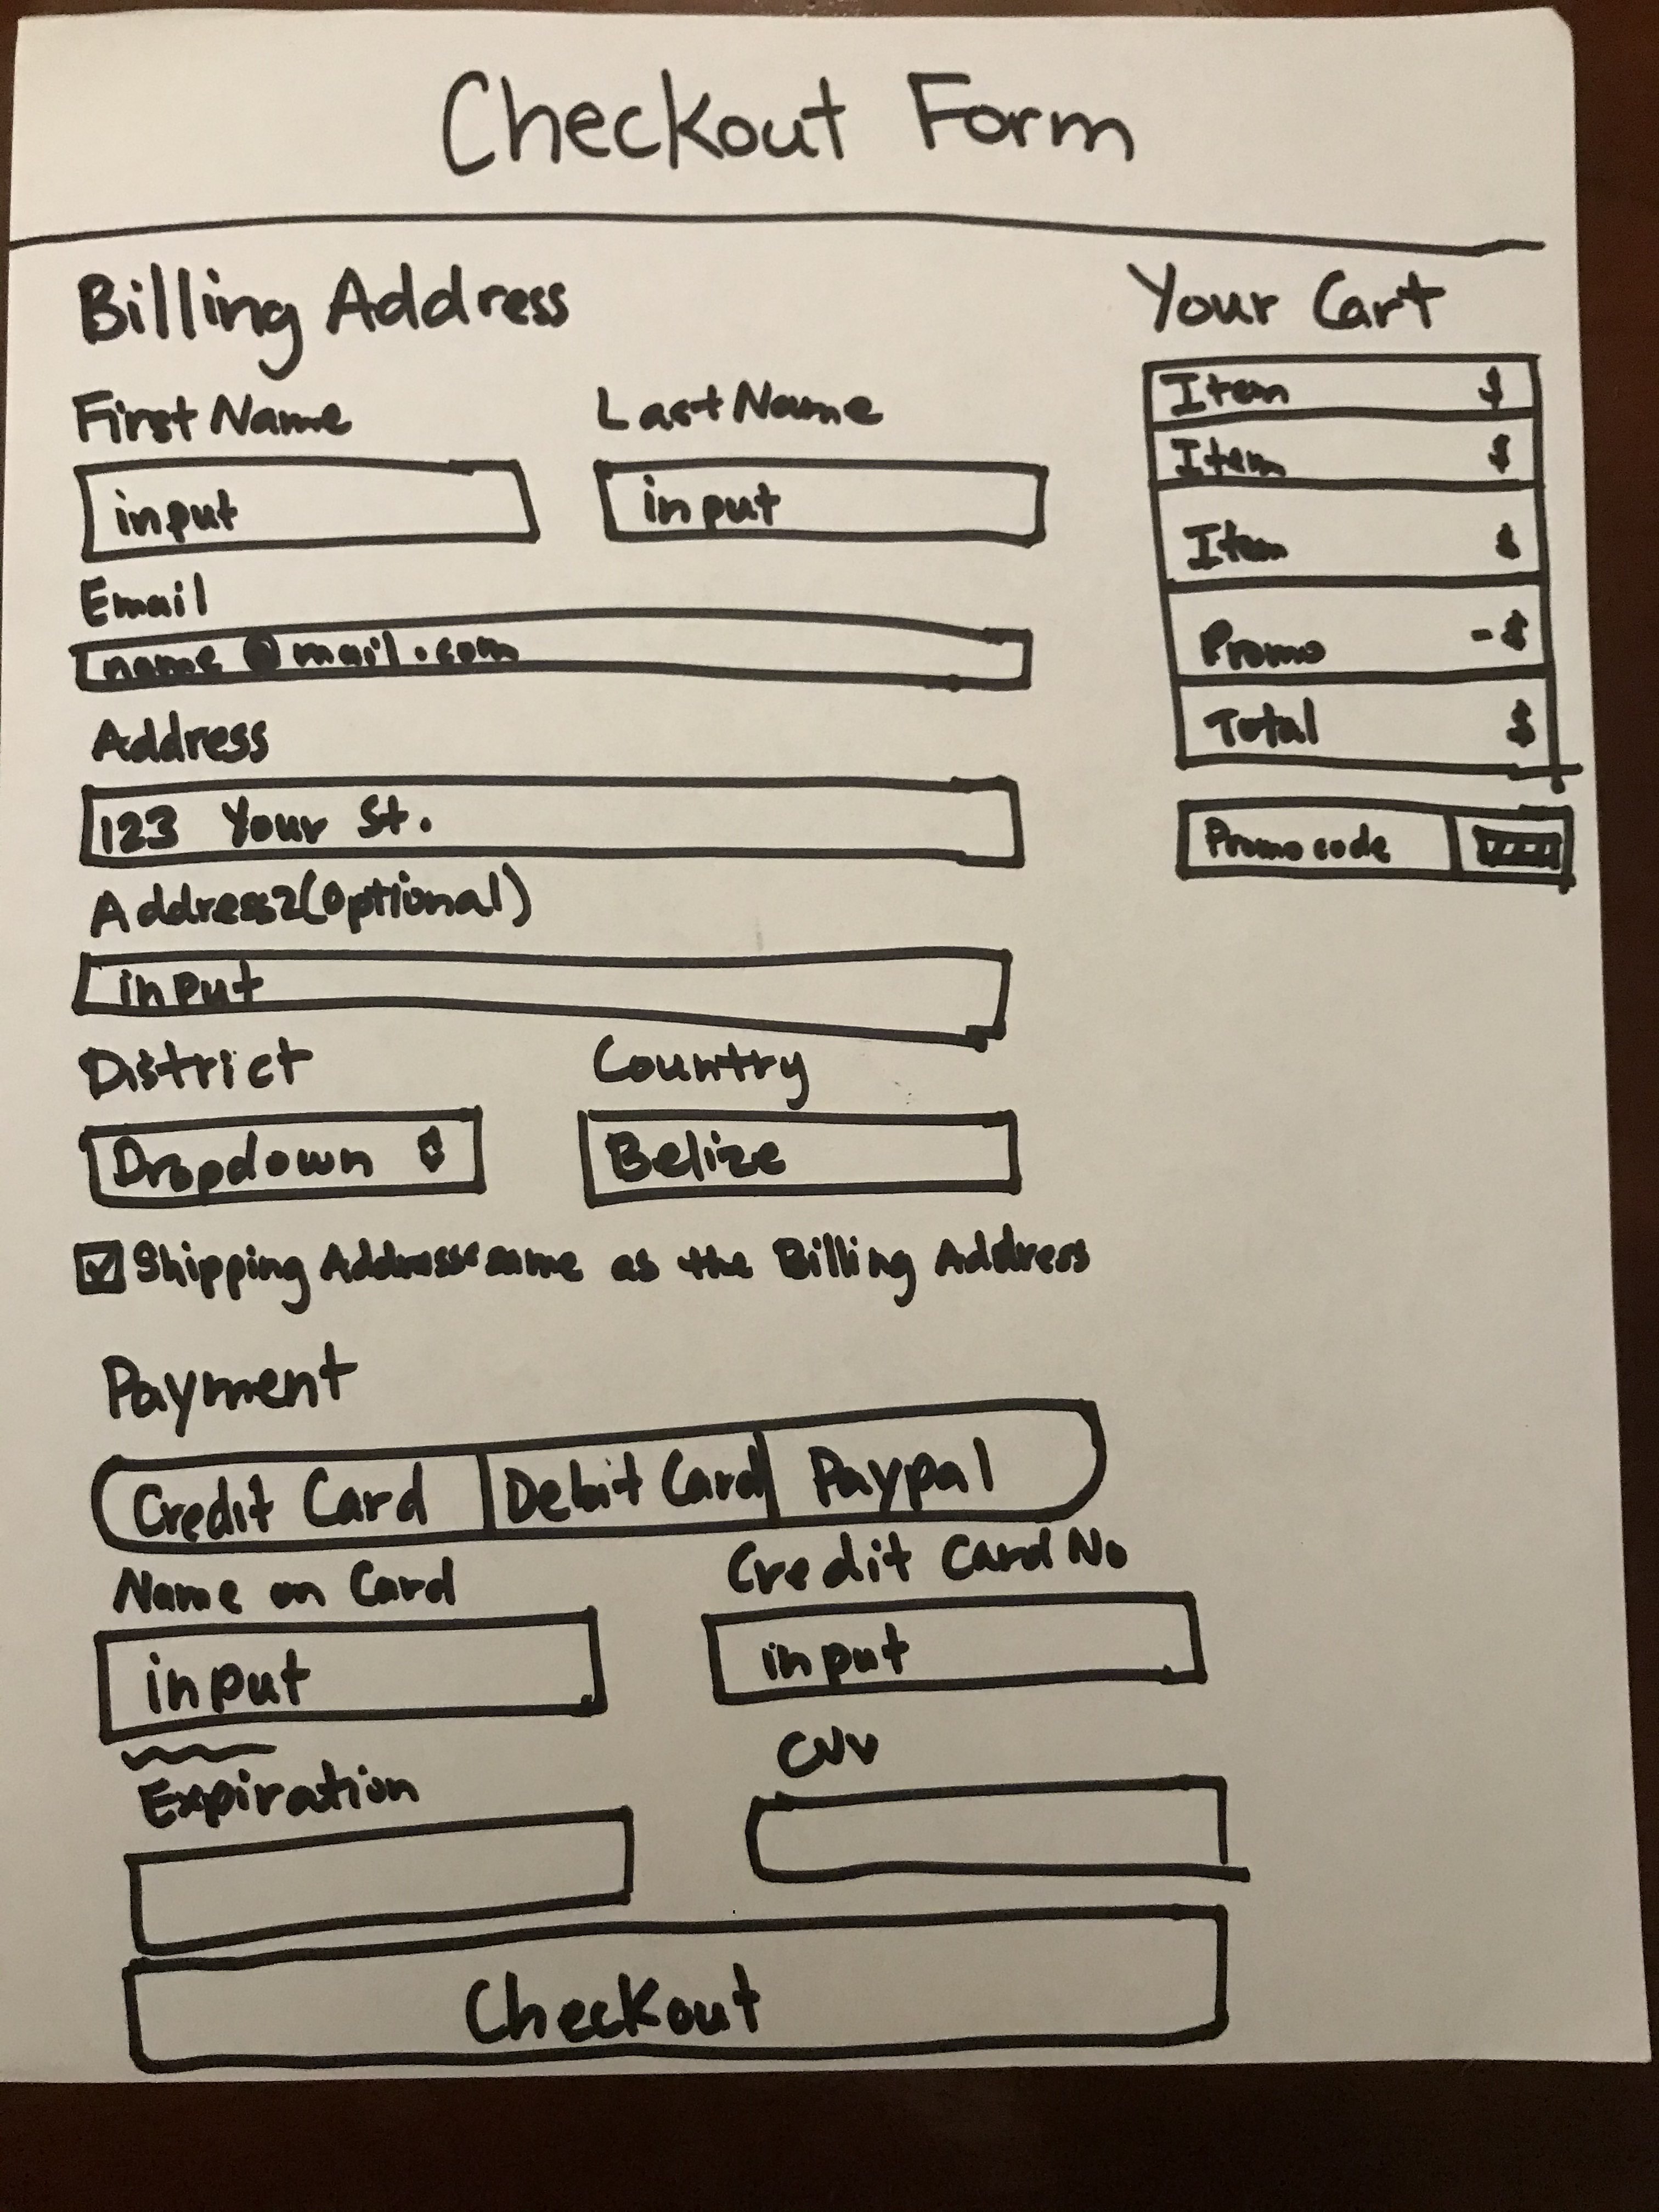 Checkout Form
Billing Address
First Name
Last Name
input
input
Email
name@mail.com
Address
123 Your St.
Address2(Optional)
input
District
Country
Dropdown
Belize
Shipping Address same as the Billing Address
Payment
Credit Card
Debit Card
Paypal
Name on Card
Credit Card No
input
input
Expiration
CVV
Checkout
Your Cart
Item $
Item $
Item $
Promo -$
Total $
Promo code